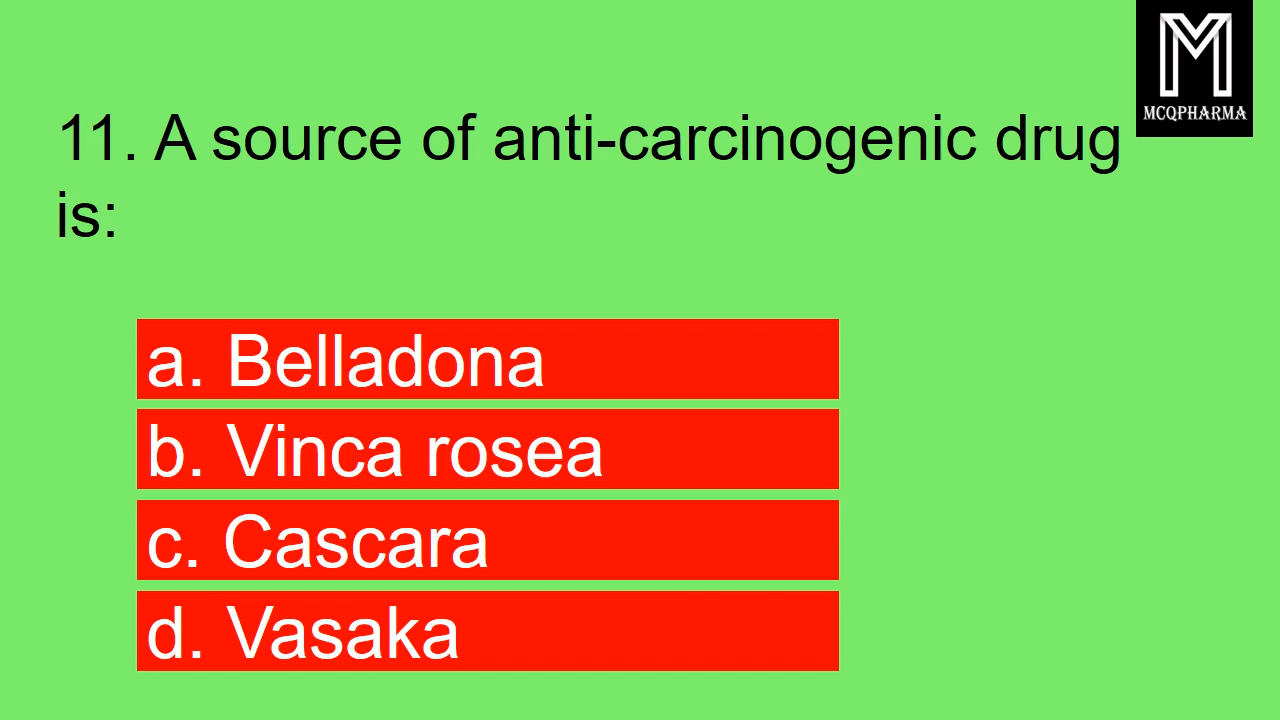 M
MCQPHARMA
11. A source of anti-carcinogenic drug
is:
a. Belladona
b. Vinca rosea
c. Cascara
d. Vasaka